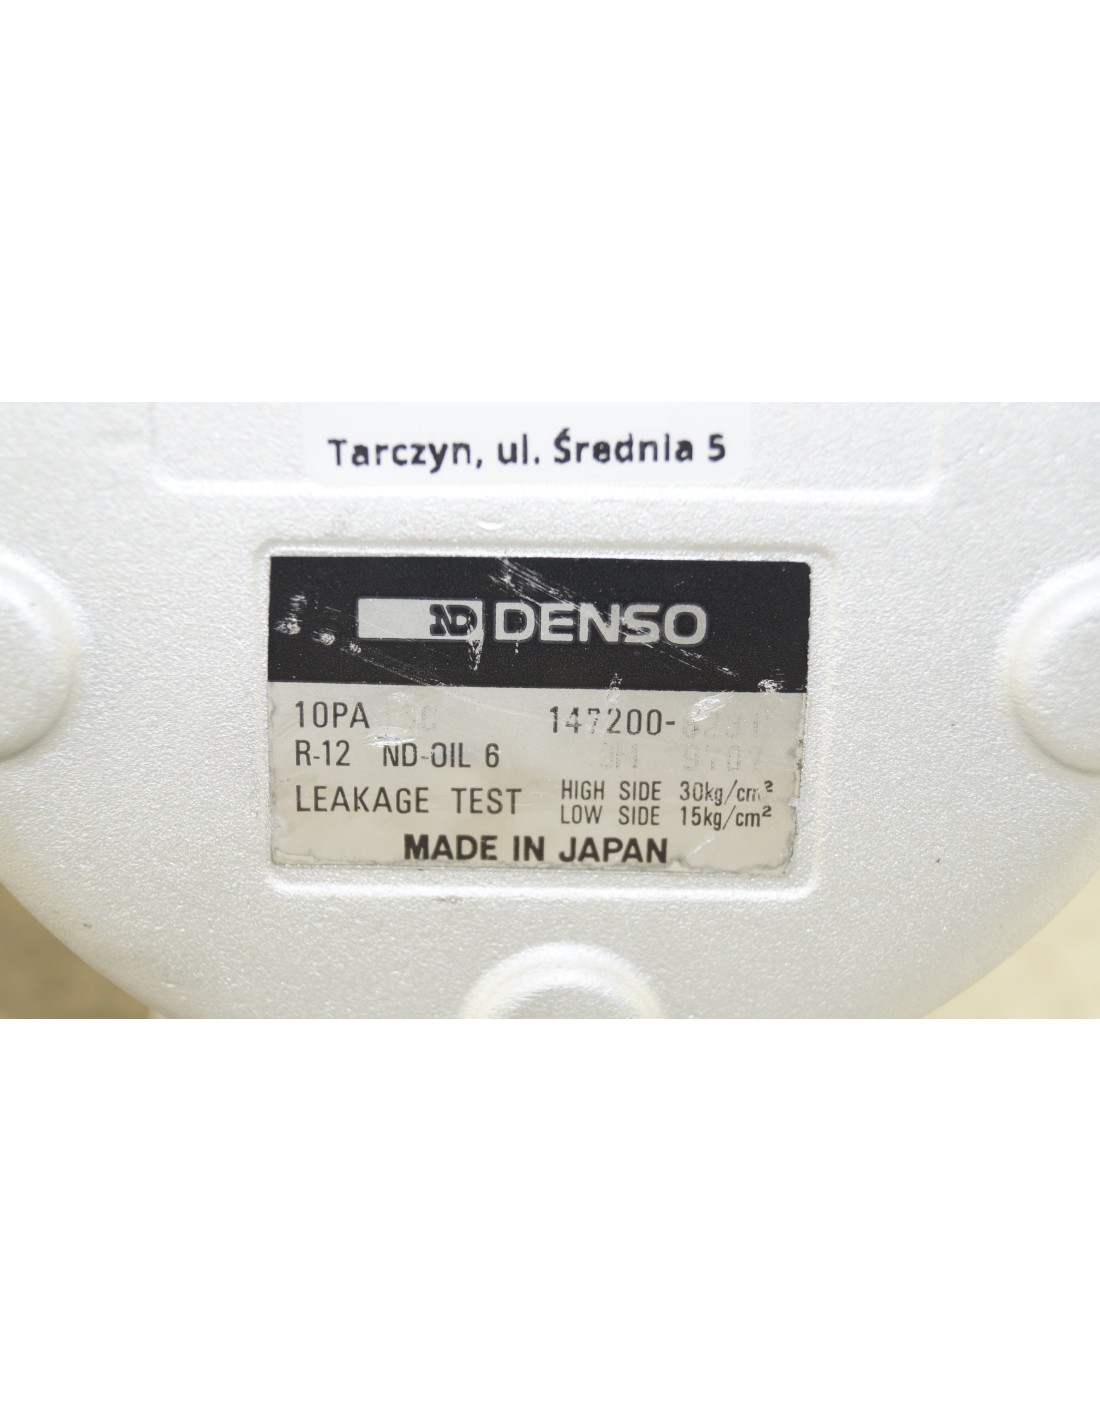 Tarczyn, ul. Średnia 5
ND DENSO
10PA 147200-
R-12 ND-OIL 6
LEAKAGE TEST HIGH SIDE 30kg/cm²
LOW SIDE 15kg/cm²
MADE IN JAPAN